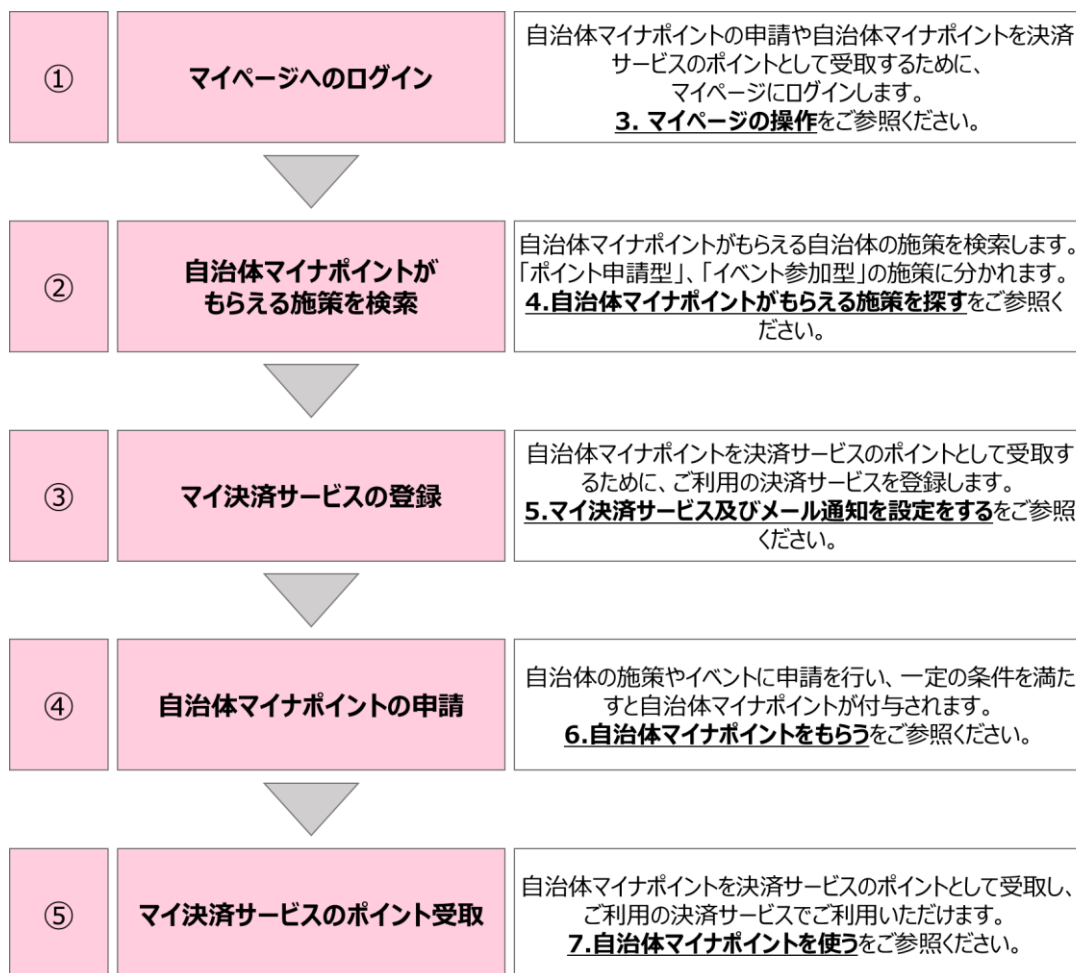 ①
マイページへのログイン
自治体マイナポイントの申請や自治体マイナポイントを決済
サービスのポイントとして受取するために、
マイページにログインします。
3. マイページの操作をご参照ください。
②
自治体マイナポイントが
もらえる施策を検索
自治体マイナポイントがもらえる自治体の施策を検索します。
「ポイント申請型」、「イベント参加型」の施策に分かれます。
4.自治体マイナポイントがもらえる施策を探すをご参照く
ださい。
③
マイ決済サービスの登録
自治体マイナポイントを決済サービスのポイントとして受取す
るために、ご利用の決済サービスを登録します。
5.マイ決済サービス及びメール通知を設定をするをご参照
ください。
④
自治体マイナポイントの申請
自治体の施策やイベントに申請を行い、一定の条件を満た
すと自治体マイナポイントが付与されます。
6.自治体マイナポイントをもらうをご参照ください。
⑤
マイ決済サービスのポイント受取
自治体マイナポイントを決済サービスのポイントとして受取し、
ご利用の決済サービスでご利用いただけます。
7.自治体マイナポイントを使うをご参照ください。